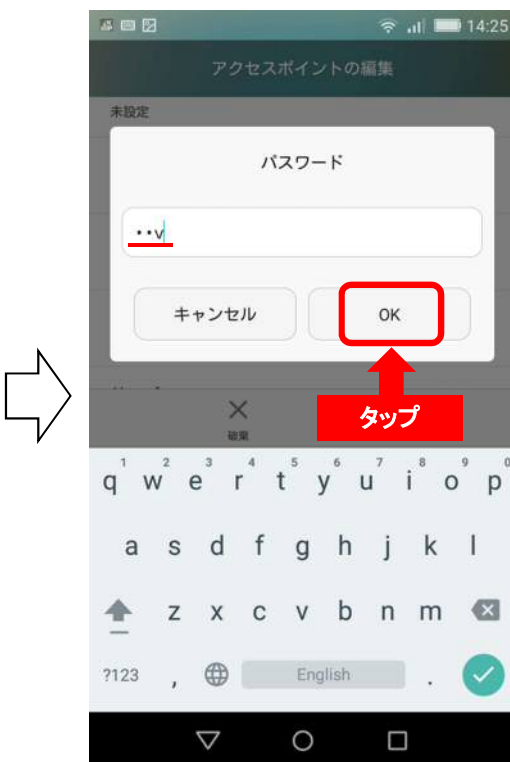 14:25
アクセスポイントの編集
未設定
パスワード
••v
キャンセル
OK
タップ
破棄
1 2 3 4 5 6 7 8 9 0
q w e r t y u i o p
a s d f g h j k l
z x c v b n m
?123 , English .